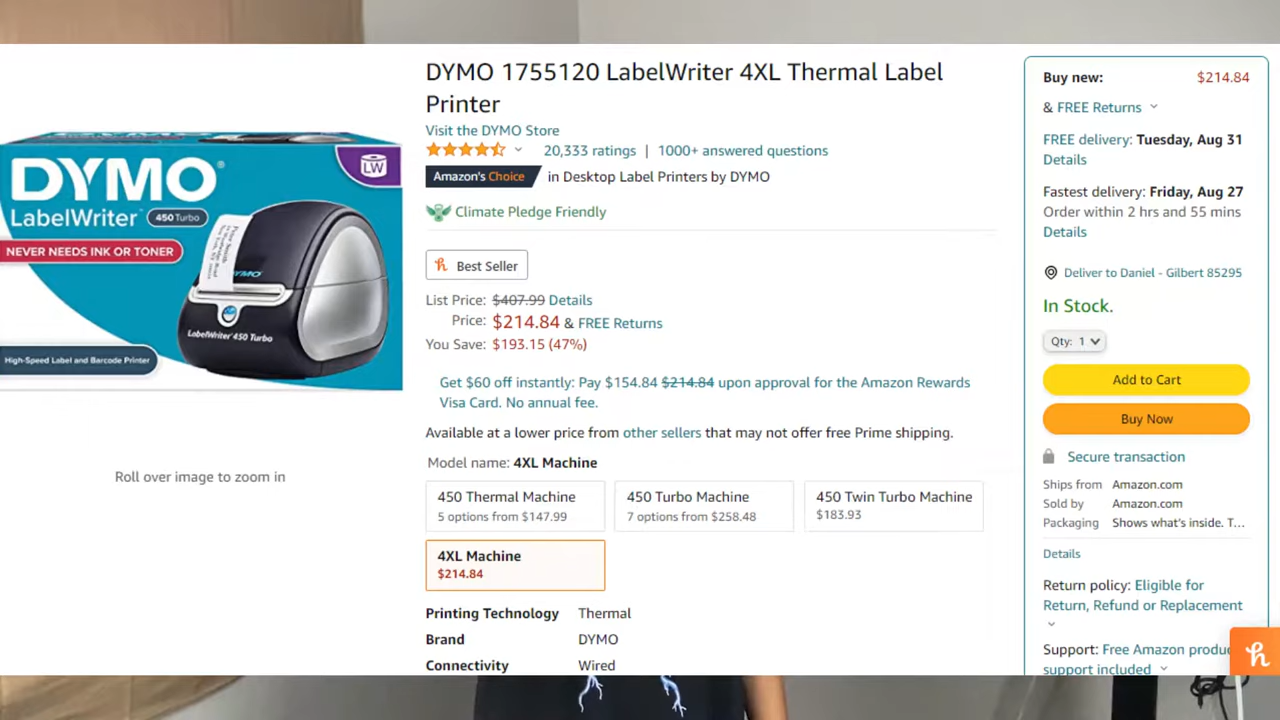 DYMO 1755120 LabelWriter 4XL Thermal Label
Printer
Visit the DYMO Store
20,333 ratings | 1000+ answered questions
Amazon's Choice in Desktop Label Printers by DYMO
Climate Pledge Friendly
Best Seller
List Price: $407.99 Details
Price: $214.84 & FREE Returns
You Save: $193.15 (47%)
Get $60 off instantly: Pay $154.84 $214.84 upon approval for the Amazon Rewards
Visa Card. No annual fee.
Available at a lower price from other sellers that may not offer free Prime shipping.
Model name: 4XL Machine
450 Thermal Machine
5 options from $147.99
450 Turbo Machine
7 options from $258.48
450 Twin Turbo Machine
$183.93
4XL Machine
$214.84
Printing Technology Thermal
Brand DYMO
Connectivity Wired
DYMO®
LW
LabelWriter™ 450 Turbo
NEVER NEEDS INK OR TONER
DYMO
LabelWriter® 450 Turbo
High-Speed Label and Barcode Printer
Roll over image to zoom in
Buy new: $214.84
& FREE Returns
FREE delivery: Tuesday, Aug 31
Details
Fastest delivery: Friday, Aug 27
Order within 2 hrs and 55 mins
Details
Deliver to Daniel - Gilbert 85295
In Stock.
Qty: 1
Add to Cart
Buy Now
Secure transaction
Ships from Amazon.com
Sold by Amazon.com
Packaging Shows what's inside. T...
Details
Return policy: Eligible for
Return, Refund or Replacement
Support: Free Amazon produ
support included
h